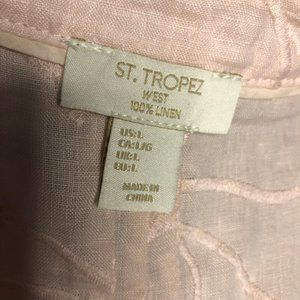 ST. TROPEZ
WEST
100% LINEN
US:L
CA:L/G
UK:L
EU:L
MADE IN
CHINA